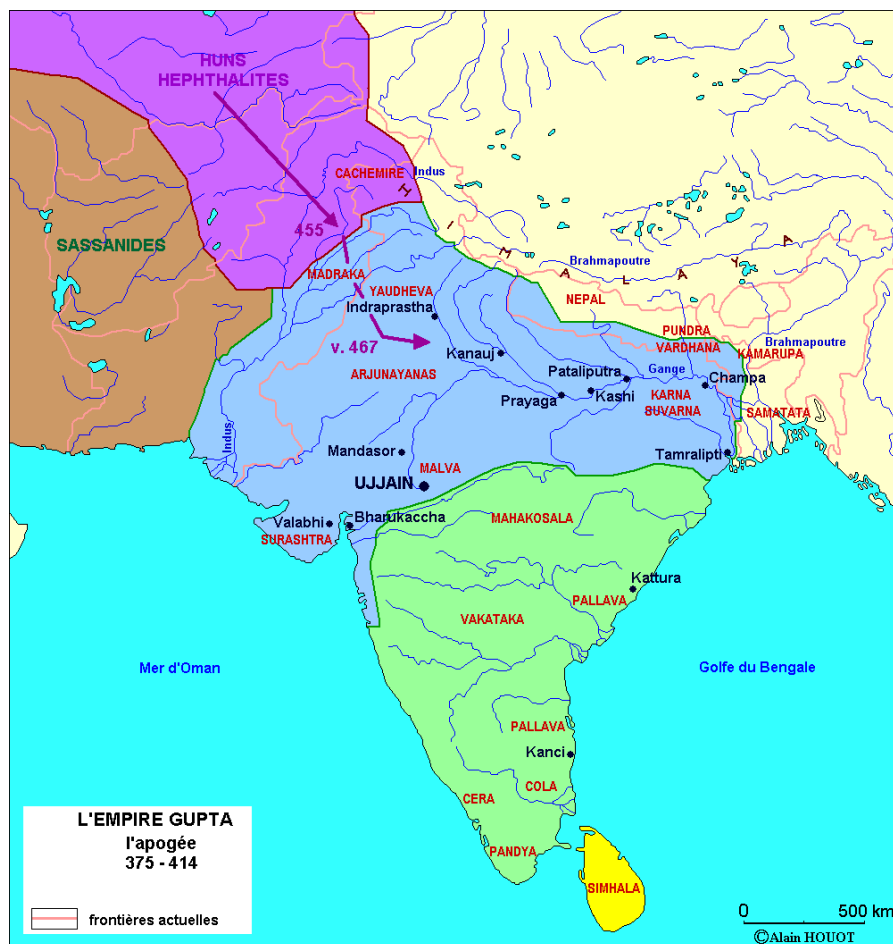 HUNS
HEPHTHALITES
CACHEMIRE
Indus
HIMALAYA
455
SASSANIDES
MADRAKA
Brahmapoutre
YAUDHEVA
NEPAL
Indraprastha
PUNDRA
VARDHANA
Brahmapoutre
KAMARUPA
v. 467
Kanauj
ARJUNAYANAS
Pataliputra
Gange
Champa
Prayaga
Kashi
KARNA
SUVARNA
SAMATATA
Indus
Mandasor
Tamralipti
MALVA
UJJAIN
MAHAKOSALA
Valabhi
Bharukaccha
SURASHTRA
Kattura
PALLAVA
VAKATAKA
Mer d'Oman
Golfe du Bengale
PALLAVA
Kanci
COLA
CERA
PANDYA
SIMHALA
L'EMPIRE GUPTA
l'apogée
375 - 414
frontières actuelles
0 500 km
©Alain HOUOT